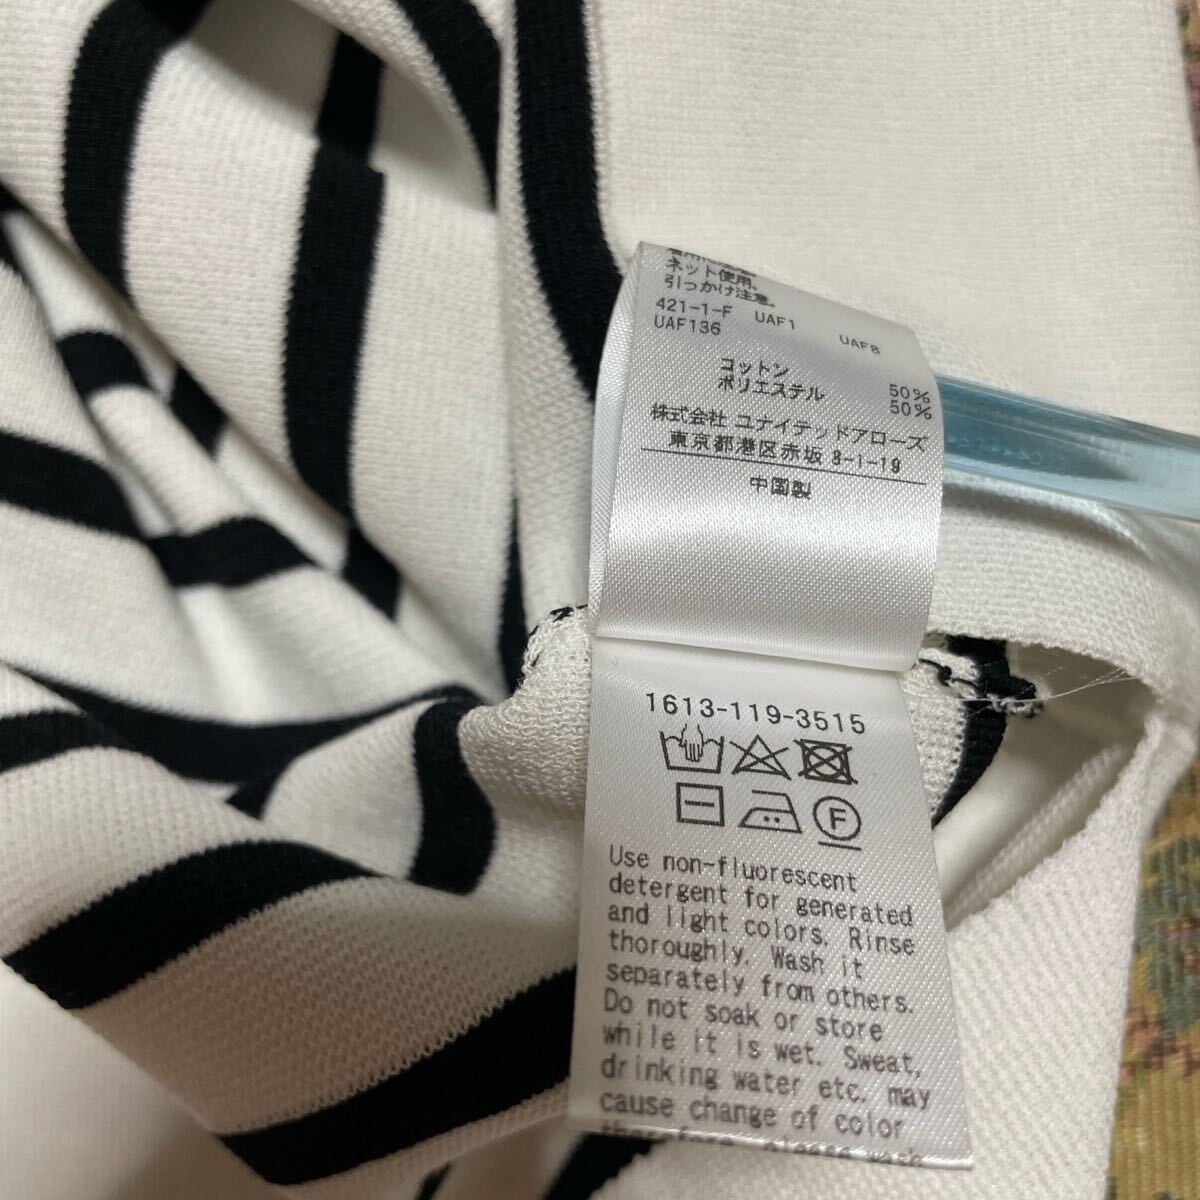 ネット使用。
引っかけ注意。
421-1-F UAF1 UAF8
UAF136
コットン 50%
ポリエステル 50%
株式会社 ユナイテッドアローズ
東京都港区赤坂 8-1-19
中国製
1613-119-3515
F
Use non-fluorescent
detergent for generated
and light colors. Rinse
thoroughly. Wash it
separately from others.
Do not soak or store
while it is wet. Sweat,
drinking water etc. may
cause change of color
therefore please wash